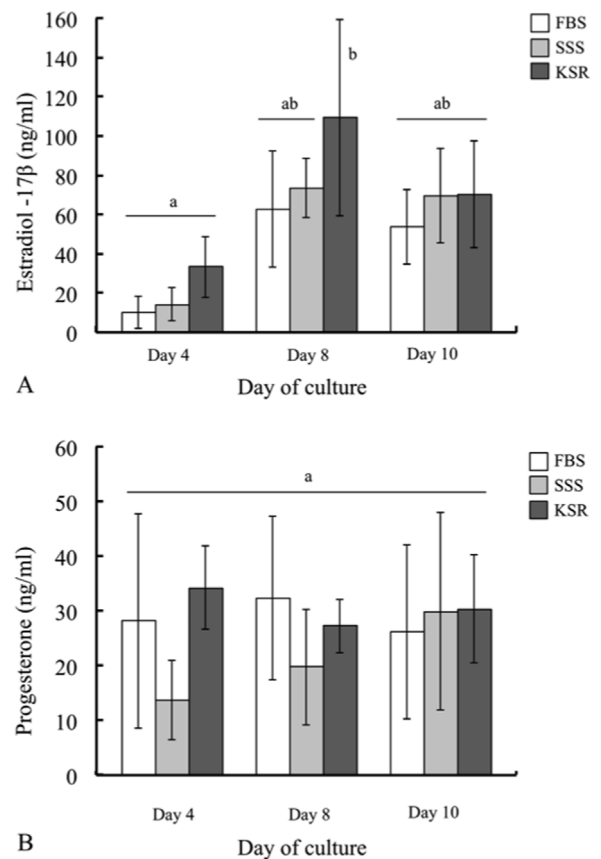 160
140
120
100
80
60
40
20
0
Estradiol -17β (ng/ml)
a
ab
b
ab
FBS
SSS
KSR
Day 4 Day 8 Day 10
A Day of culture
60
50
40
30
20
10
0
Progesterone (ng/ml)
a
FBS
SSS
KSR
Day 4 Day 8 Day 10
B Day of culture